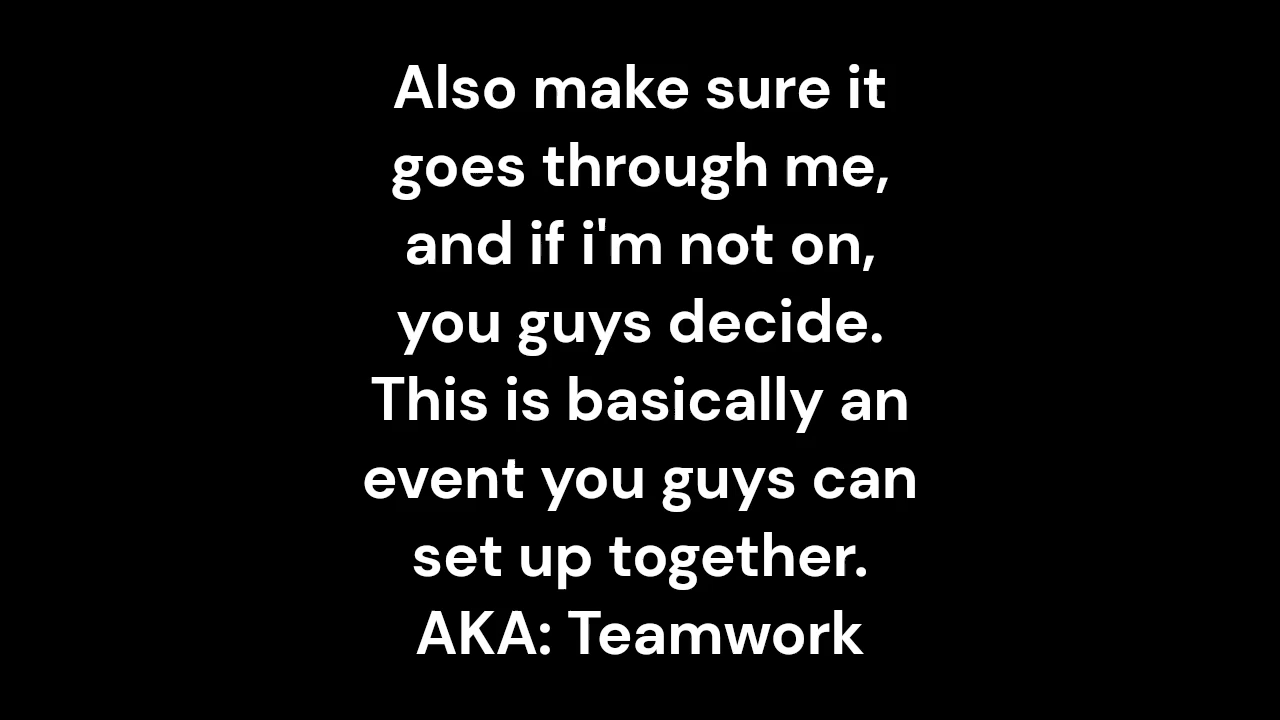 Also make sure it
goes through me,
and if i'm not on,
you guys decide.
This is basically an
event you guys can
set up together.
AKA: Teamwork